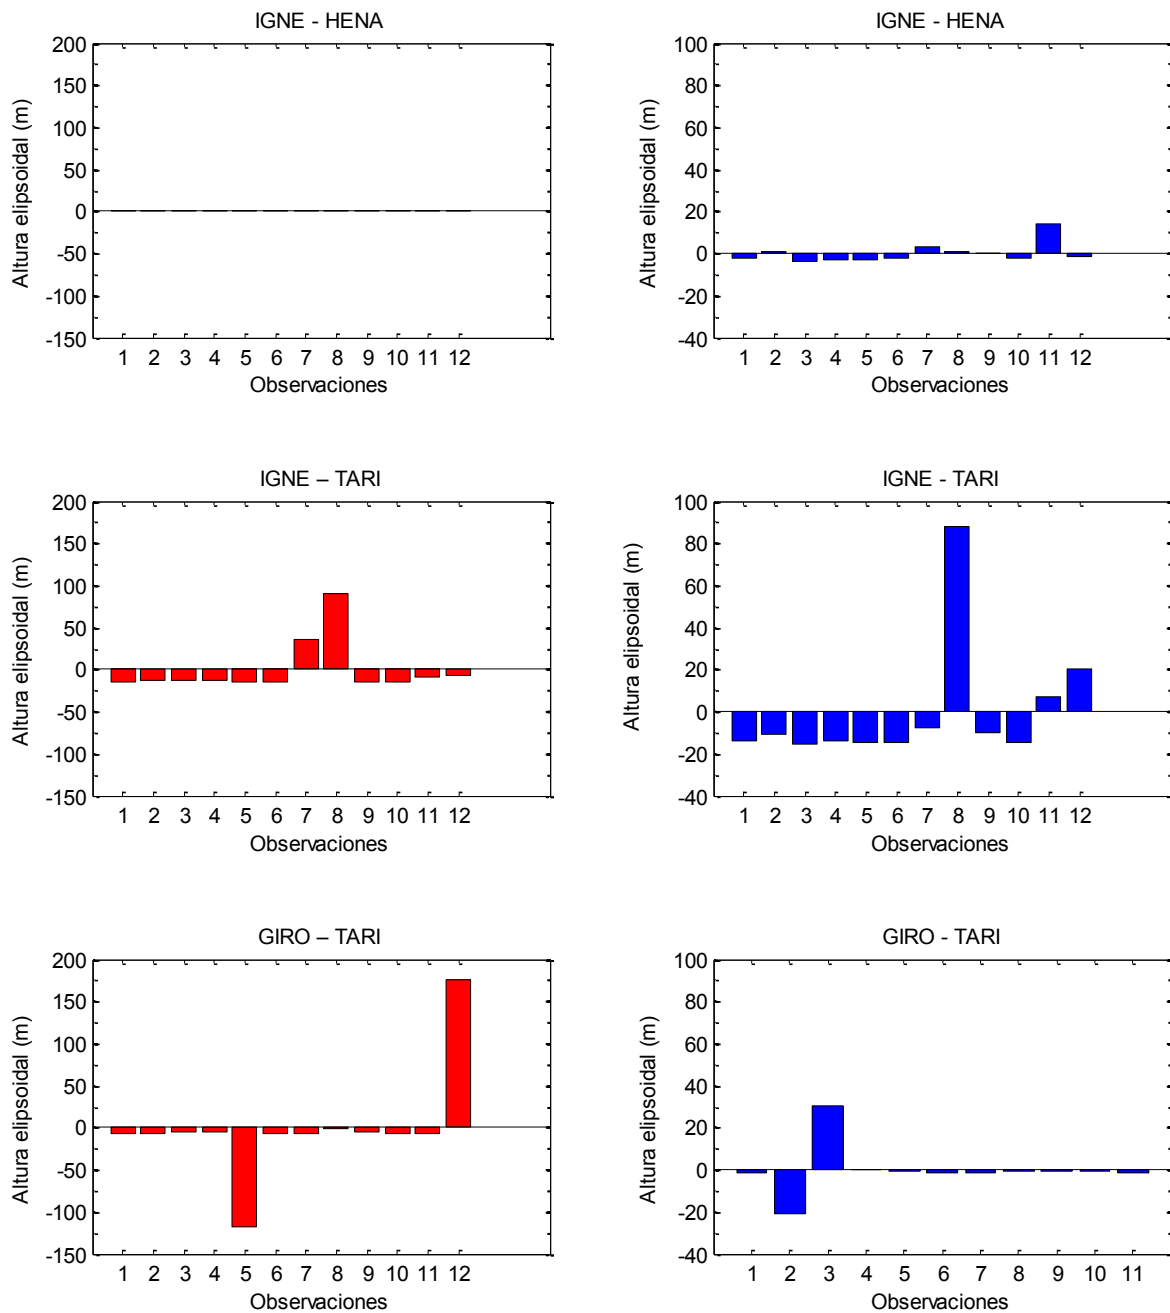 IGNE - HENA
200
150
100
50
0
-50
-100
-150
Altura elipsoidal (m)
1 2 3 4 5 6 7 8 9 10 11 12
Observaciones
IGNE - HENA
100
80
60
40
20
0
-20
-40
Altura elipsoidal (m)
1 2 3 4 5 6 7 8 9 10 11 12
Observaciones
IGNE – TARI
200
150
100
50
0
-50
-100
-150
Altura elipsoidal (m)
1 2 3 4 5 6 7 8 9 10 11 12
Observaciones
IGNE - TARI
100
80
60
40
20
0
-20
-40
Altura elipsoidal (m)
1 2 3 4 5 6 7 8 9 10 11 12
Observaciones
GIRO – TARI
200
150
100
50
0
-50
-100
-150
Altura elipsoidal (m)
1 2 3 4 5 6 7 8 9 10 11 12
Observaciones
GIRO - TARI
100
80
60
40
20
0
-20
-40
Altura elipsoidal (m)
1 2 3 4 5 6 7 8 9 10 11
Observaciones